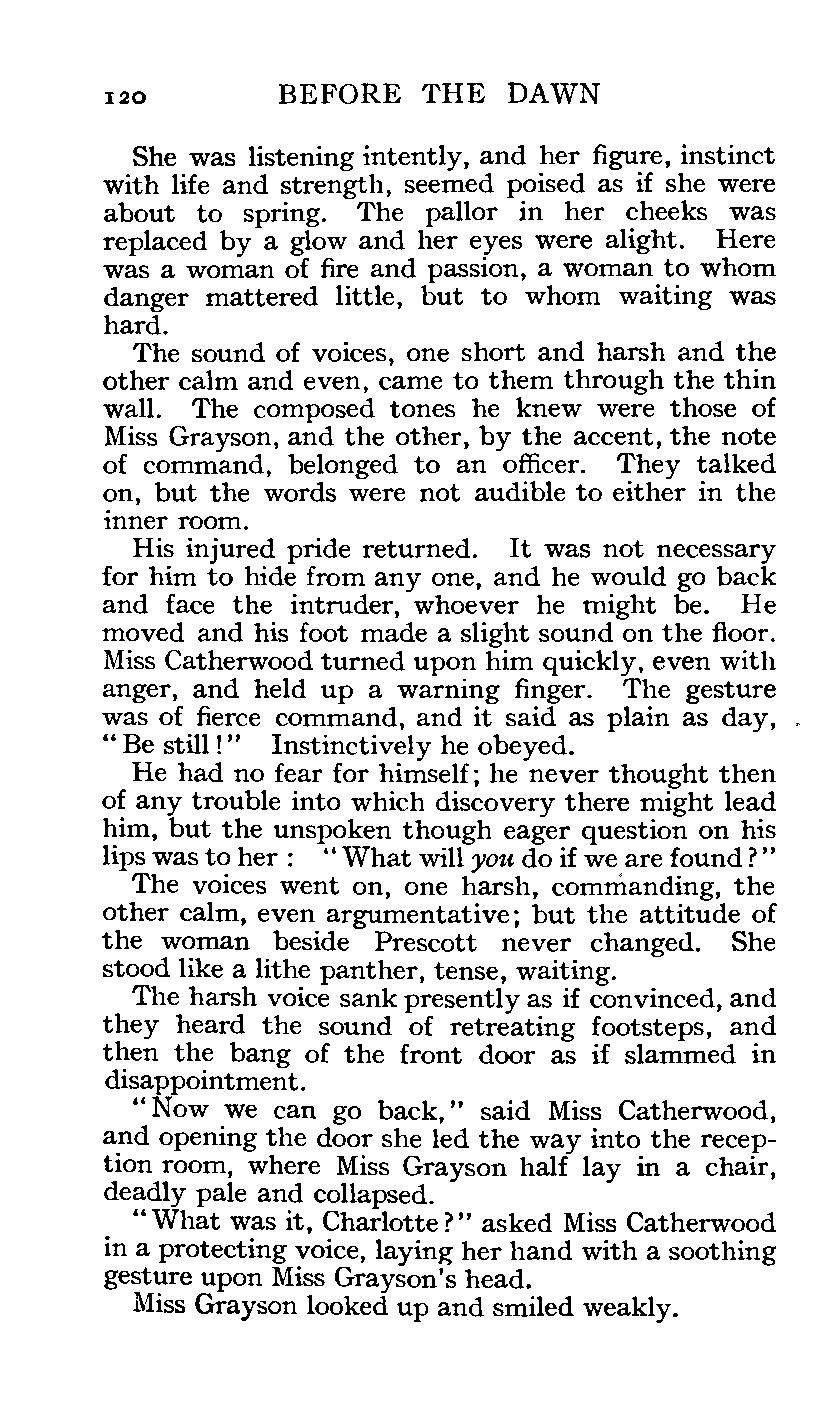 120 BEFORE THE DAWN
She was listening intently, and her figure, instinct
with life and strength, seemed poised as if she were
about to spring. The pallor in her cheeks was
replaced by a glow and her eyes were alight. Here
was a woman of fire and passion, a woman to whom
danger mattered little, but to whom waiting was
hard.
The sound of voices, one short and harsh and the
other calm and even, came to them through the thin
wall. The composed tones he knew were those of
Miss Grayson, and the other, by the accent, the note
of command, belonged to an officer. They talked
on, but the words were not audible to either in the
inner room.
His injured pride returned. It was not necessary
for him to hide from any one, and he would go back
and face the intruder, whoever he might be. He
moved and his foot made a slight sound on the floor.
Miss Catherwood turned upon him quickly, even with
anger, and held up a warning finger. The gesture
was of fierce command, and it said as plain as day,
"Be still!" Instinctively he obeyed.
He had no fear for himself; he never thought then
of any trouble into which discovery there might lead
him, but the unspoken though eager question on his
lips was to her: "What will you do if we are found?"
The voices went on, one harsh, commanding, the
other calm, even argumentative; but the attitude of
the woman beside Prescott never changed. She
stood like a lithe panther, tense, waiting.
The harsh voice sank presently as if convinced, and
they heard the sound of retreating footsteps, and
then the bang of the front door as if slammed in
disappointment.
"Now we can go back," said Miss Catherwood,
and opening the door she led the way into the recep-
tion room, where Miss Grayson half lay in a chair,
deadly pale and collapsed.
"What was it, Charlotte?" asked Miss Catherwood
in a protecting voice, laying her hand with a soothing
gesture upon Miss Grayson's head.
Miss Grayson looked up and smiled weakly.